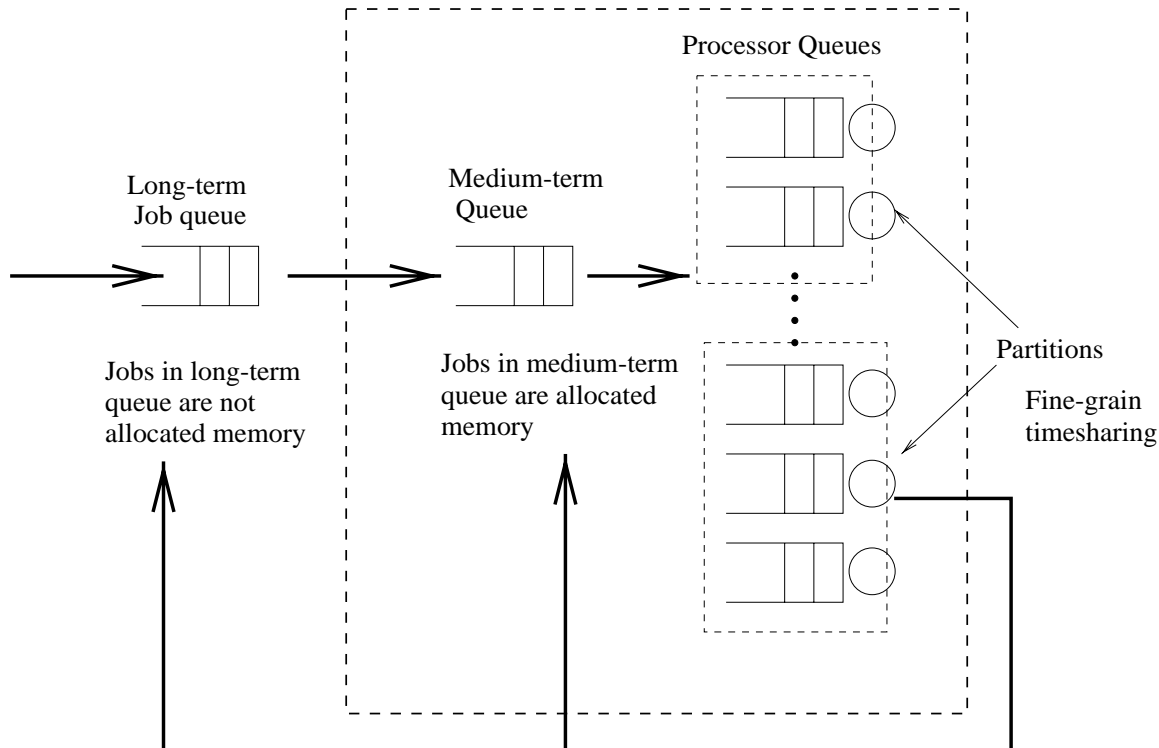 Processor Queues
Long-term
Job queue
Medium-term
Queue
Jobs in long-term
queue are not
allocated memory
Jobs in medium-term
queue are allocated
memory
Partitions
Fine-grain
timesharing